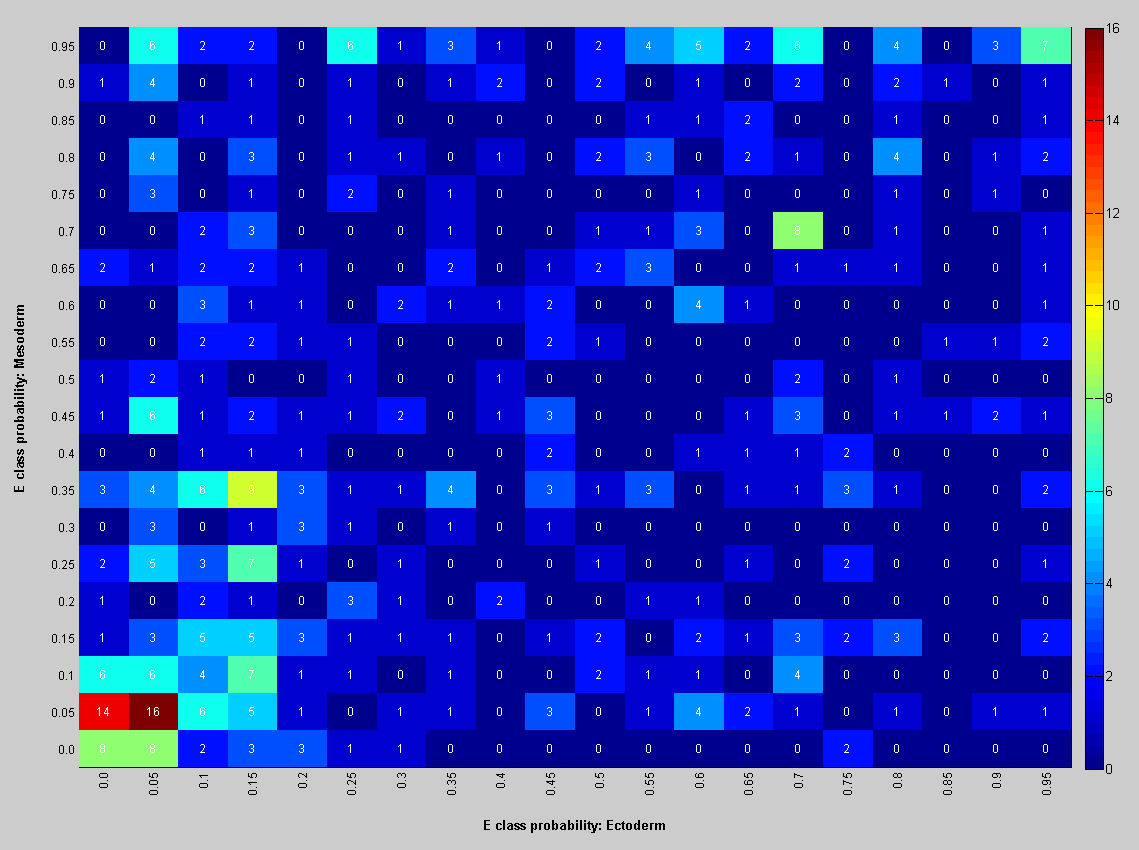 0.95 0 6 2 2 0 6 1 3 1 0 2 4 5 2 6 0 4 0 3 7
0.9 1 4 0 1 0 1 0 1 2 0 2 0 1 0 2 0 2 1 0 1
0.85 0 0 1 1 0 1 0 0 0 0 0 1 1 2 0 0 1 0 0 1
0.8 0 4 0 3 0 1 1 0 1 0 2 3 0 2 1 0 4 0 1 2
0.75 0 3 0 1 0 2 0 1 0 0 0 0 1 0 0 0 1 0 1 0
0.7 0 0 2 3 0 0 0 1 0 0 1 1 3 0 8 0 1 0 0 1
0.65 2 1 2 2 1 0 0 2 0 1 2 3 0 0 1 1 1 0 0 1
0.6 0 0 3 1 1 0 2 1 1 2 0 0 4 1 0 0 0 0 0 1
0.55 0 0 2 2 1 1 0 0 0 2 1 0 0 0 0 0 0 1 1 2
0.5 1 2 1 0 0 1 0 0 1 0 0 0 0 0 2 0 1 0 0 0
0.45 1 6 1 2 1 1 2 0 1 3 0 0 0 1 3 0 1 1 2 1
0.4 0 0 1 1 1 0 0 0 0 2 0 0 1 1 1 2 0 0 0 0
0.35 3 4 6 9 3 1 1 4 0 3 1 3 0 1 1 3 1 0 0 2
0.3 0 3 0 1 3 1 0 1 0 1 0 0 0 0 0 0 0 0 0 0
0.25 2 5 3 7 1 0 1 0 0 0 1 0 0 1 0 2 0 0 0 1
0.2 1 0 2 1 0 3 1 0 2 0 0 1 1 0 0 0 0 0 0 0
0.15 1 3 5 5 3 1 1 1 0 1 2 0 2 1 3 2 3 0 0 2
0.1 6 6 4 7 1 1 0 1 0 0 2 1 1 0 4 0 0 0 0 0
0.05 14 16 6 5 1 0 1 1 0 3 0 1 4 2 1 0 1 0 1 1
0.0 8 8 2 3 3 1 1 0 0 0 0 0 0 0 0 2 0 0 0 0
0.0 0.05 0.1 0.15 0.2 0.25 0.3 0.35 0.4 0.45 0.5 0.55 0.6 0.65 0.7 0.75 0.8 0.85 0.9 0.95
E class probability: Ectoderm
E class probability: Mesoderm
16
14
12
10
8
6
4
2
0